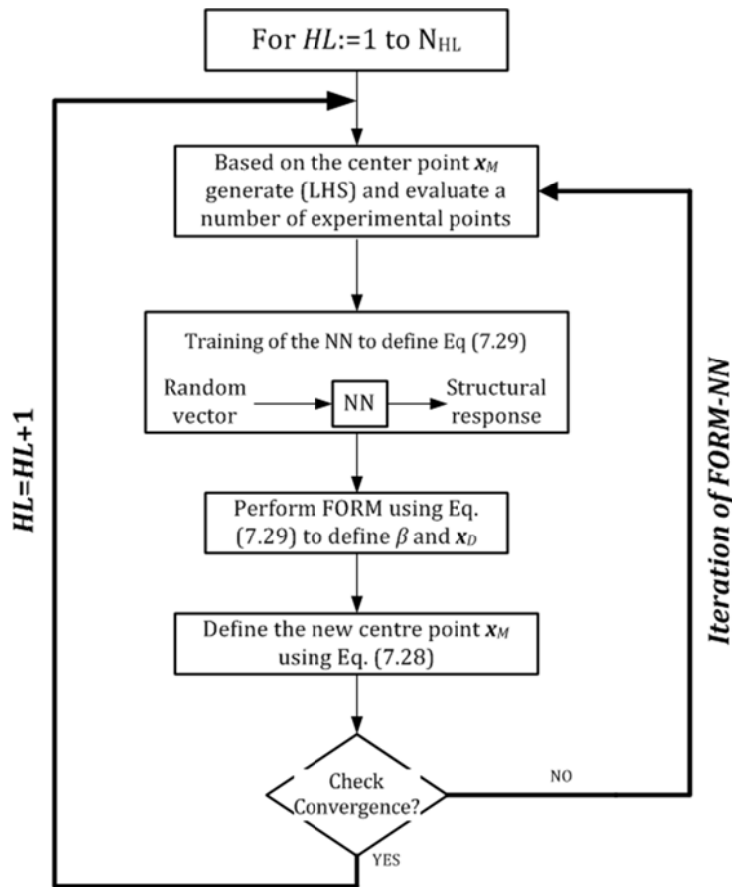 For HL:=1 to NHL
Based on the center point xM
generate (LHS) and evaluate a
number of experimental points
Training of the NN to define Eq (7.29)
Random
vector
NN
Structural
response
Perform FORM using Eq.
(7.29) to define β and xD
Define the new centre point xM
using Eq. (7.28)
Check
Convergence?
NO
YES
HL=HL+1
Iteration of FORM-NN